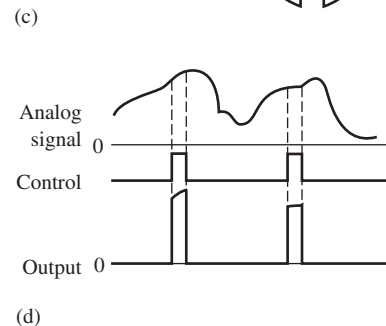 (c)
Analog
signal 0
Control
Output 0
(d)